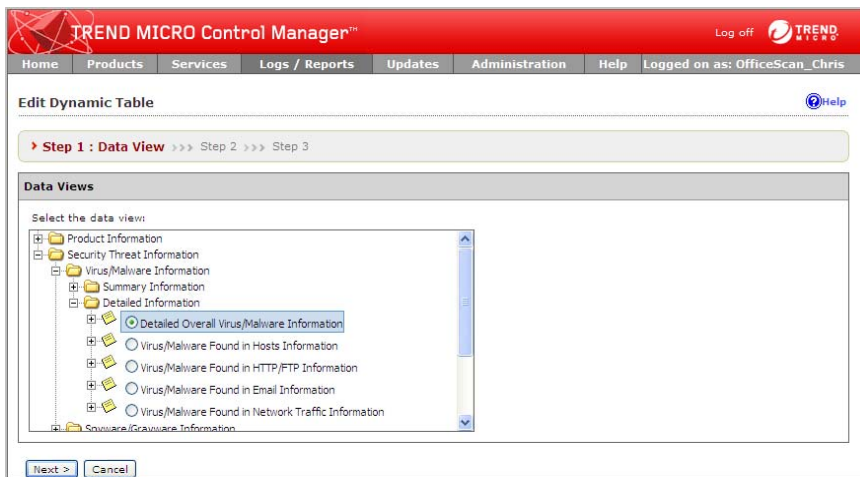 TREND MICRO Control Manager™
Log off
TREND MICRO
Home Products Services Logs / Reports Updates Administration Help Logged on as: OfficeScan_Chris
Edit Dynamic Table
?Help
Step 1 : Data View >>> Step 2 >>> Step 3
Data Views
Select the data view:
Product Information
Security Threat Information
Virus/Malware Information
Summary Information
Detailed Information
Detailed Overall Virus/Malware Information
Virus/Malware Found in Hosts Information
Virus/Malware Found in HTTP/FTP Information
Virus/Malware Found in Email Information
Virus/Malware Found in Network Traffic Information
Spyware/Grayware Information
Next > Cancel